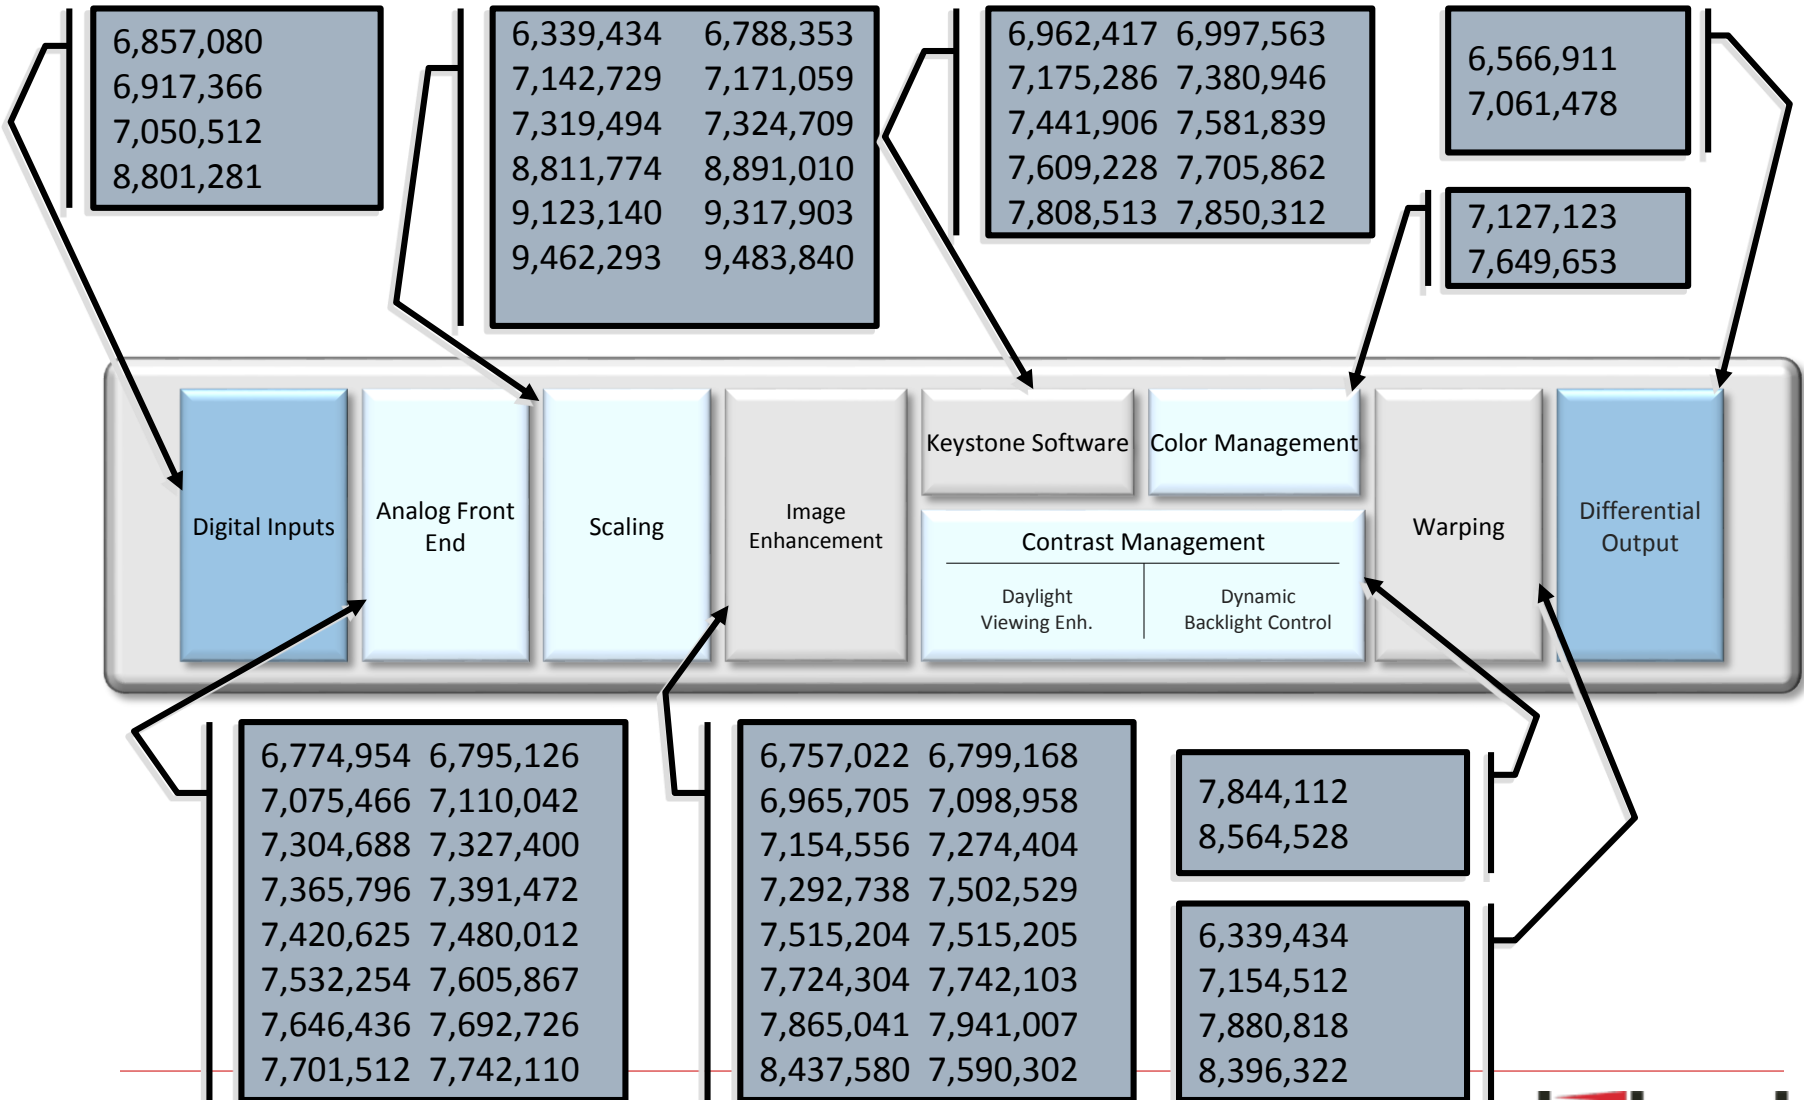 6,857,080
6,917,366
7,050,512
8,801,281
6,339,434 6,788,353
7,142,729 7,171,059
7,319,494 7,324,709
8,811,774 8,891,010
9,123,140 9,317,903
9,462,293 9,483,840
6,962,417 6,997,563
7,175,286 7,380,946
7,441,906 7,581,839
7,609,228 7,705,862
7,808,513 7,850,312
6,566,911
7,061,478
7,127,123
7,649,653
Digital Inputs
Analog Front
End
Scaling
Image
Enhancement
Keystone Software
Color Management
Contrast Management
Daylight
Viewing Enh.
Dynamic
Backlight Control
Warping
Differential
Output
6,774,954 6,795,126
7,075,466 7,110,042
7,304,688 7,327,400
7,365,796 7,391,472
7,420,625 7,480,012
7,532,254 7,605,867
7,646,436 7,692,726
7,701,512 7,742,110
6,757,022 6,799,168
6,965,705 7,098,958
7,154,556 7,274,404
7,292,738 7,502,529
7,515,204 7,515,205
7,724,304 7,742,103
7,865,041 7,941,007
8,437,580 7,590,302
7,844,112
8,564,528
6,339,434
7,154,512
7,880,818
8,396,322